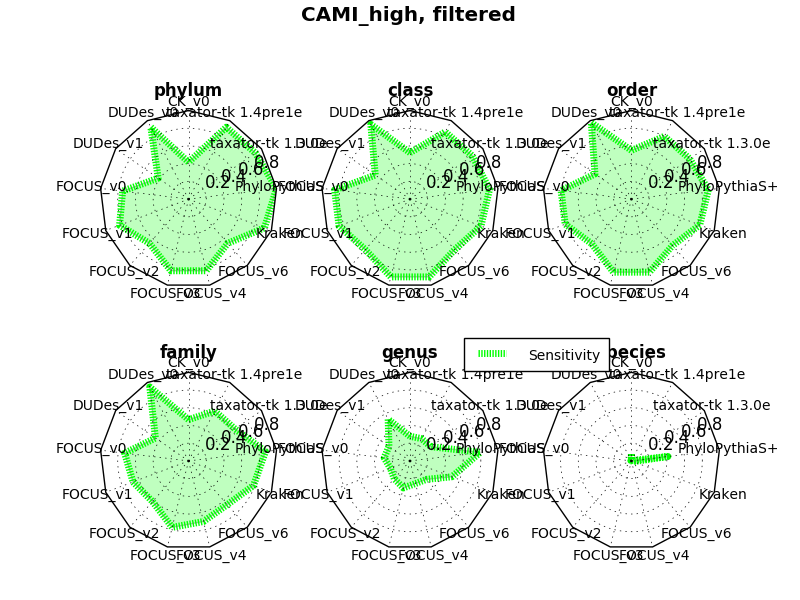 CAMI_high, filtered
phylum
CK_v0
DUDes_v0
taxator-tk 1.4pre1e
DUDes_v1
taxator-tk 1.3.0e
0.8
0.6
0.4
0.2
FOCUS_v0
PhyloPythiaS+
FOCUS_v1
Kraken
FOCUS_v2
FOCUS_v6
FOCUS_v3
FOCUS_v4
class
CK_v0
DUDes_v0
taxator-tk 1.4pre1e
DUDes_v1
taxator-tk 1.3.0e
0.8
0.6
0.4
0.2
FOCUS_v0
PhyloPythiaS+
FOCUS_v1
Kraken
FOCUS_v2
FOCUS_v6
FOCUS_v3
FOCUS_v4
order
CK_v0
DUDes_v0
taxator-tk 1.4pre1e
DUDes_v1
taxator-tk 1.3.0e
0.8
0.6
0.4
0.2
FOCUS_v0
PhyloPythiaS+
FOCUS_v1
Kraken
FOCUS_v2
FOCUS_v6
FOCUS_v3
FOCUS_v4
family
CK_v0
DUDes_v0
taxator-tk 1.4pre1e
DUDes_v1
taxator-tk 1.3.0e
0.8
0.6
0.4
0.2
FOCUS_v0
PhyloPythiaS+
FOCUS_v1
Kraken
FOCUS_v2
FOCUS_v6
FOCUS_v3
FOCUS_v4
genus
CK_v0
DUDes_v0
taxator-tk 1.4pre1e
DUDes_v1
taxator-tk 1.3.0e
0.8
0.6
0.4
0.2
FOCUS_v0
PhyloPythiaS+
FOCUS_v1
Kraken
FOCUS_v2
FOCUS_v6
FOCUS_v3
FOCUS_v4
Sensitivity
pecies
CK_v0
DUDes_v0
taxator-tk 1.4pre1e
DUDes_v1
taxator-tk 1.3.0e
0.8
0.6
0.4
0.2
FOCUS_v0
PhyloPythiaS+
FOCUS_v1
Kraken
FOCUS_v2
FOCUS_v6
FOCUS_v3
FOCUS_v4